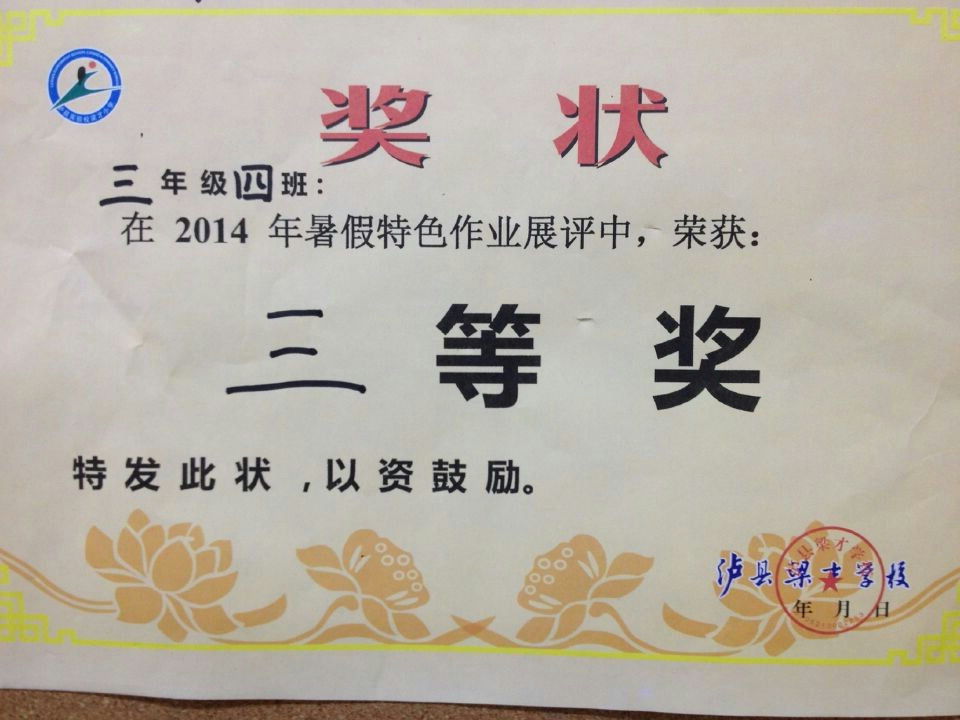 奖状
三年级四班：
在 2014 年暑假特色作业展评中，荣获：
三等奖
特发此状，以资鼓励。
泸县梁才学校
年 月 日